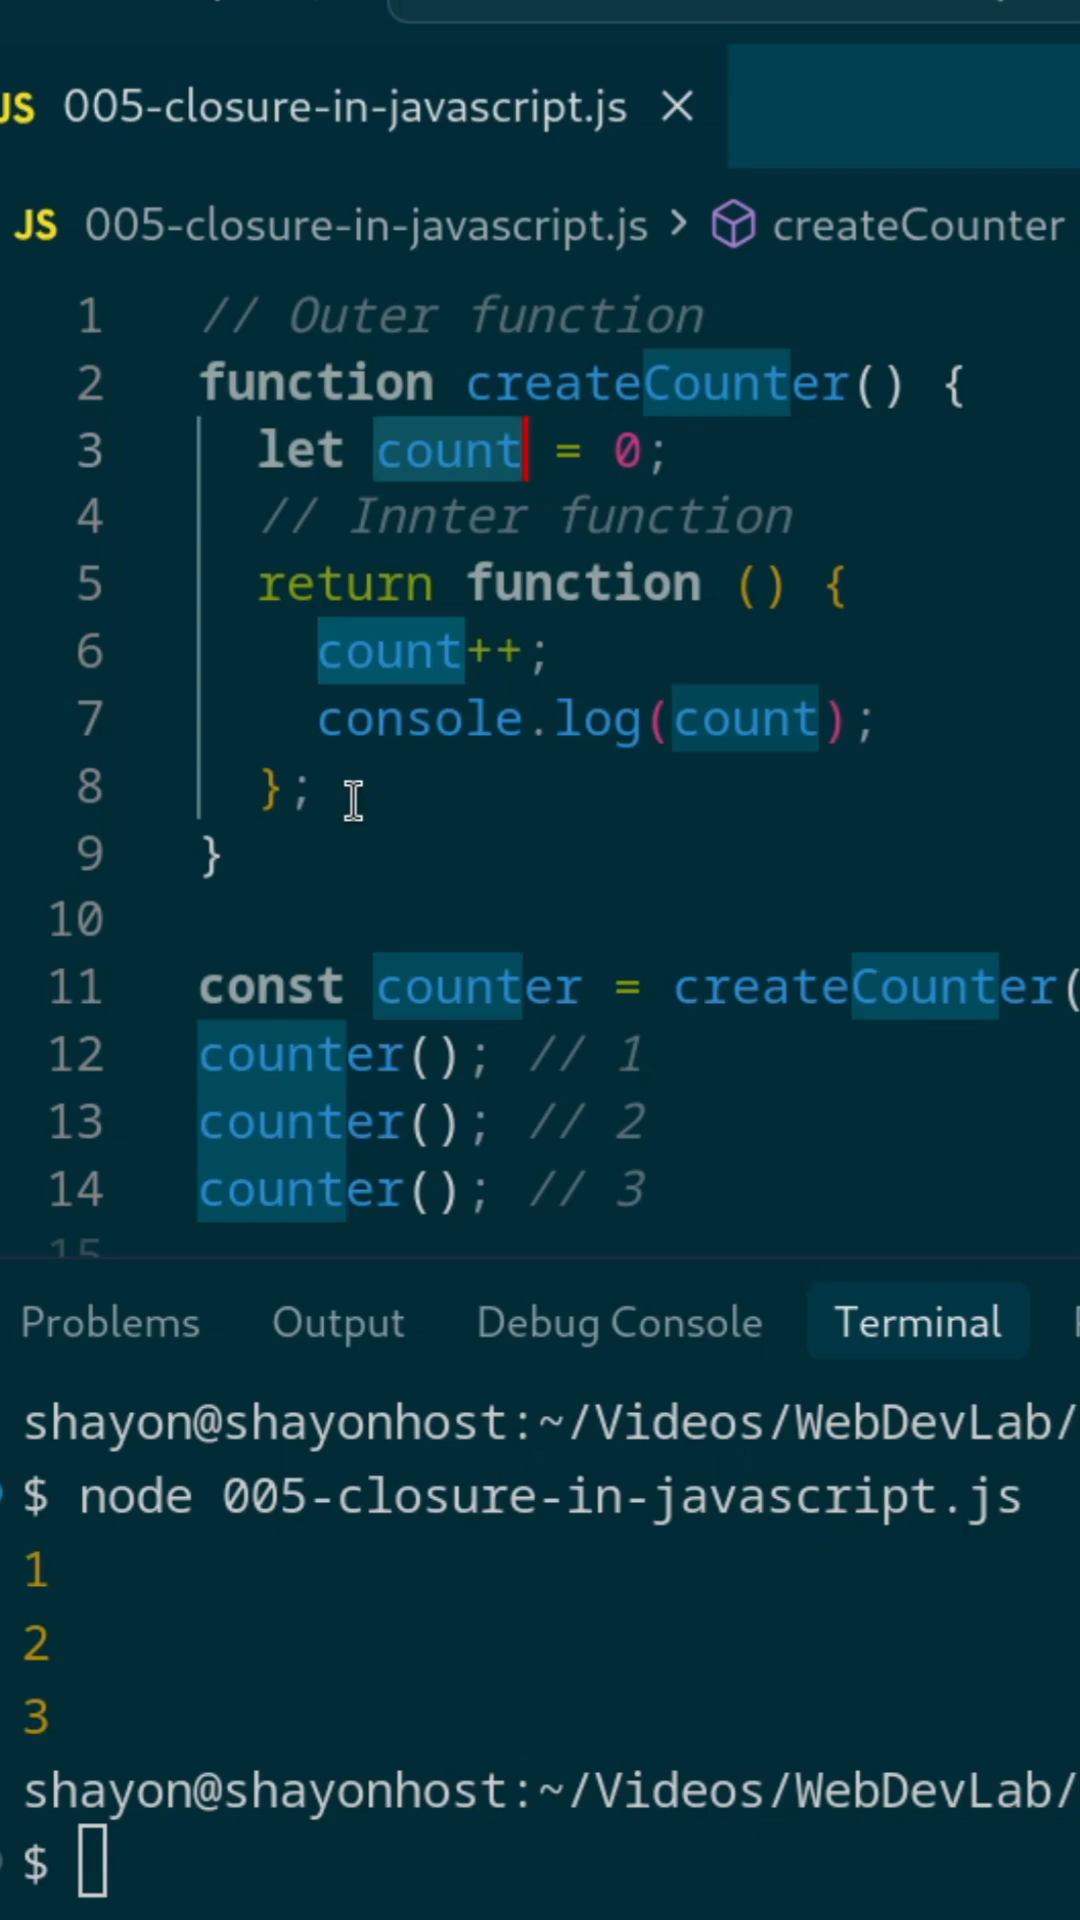 JS 005-closure-in-javascript.js ×
JS 005-closure-in-javascript.js > createCounter
1 // Outer function
2 function createCounter() {
3 let count = 0;
4 // Innter function
5 return function () {
6 count++;
7 console.log(count);
8 };
9 }
10
11 const counter = createCounter(
12 counter(); // 1
13 counter(); // 2
14 counter(); // 3
15
Problems Output Debug Console Terminal
shayon@shayonhost:~/Videos/WebDevLab/
$ node 005-closure-in-javascript.js
1
2
3
shayon@shayonhost:~/Videos/WebDevLab/
$